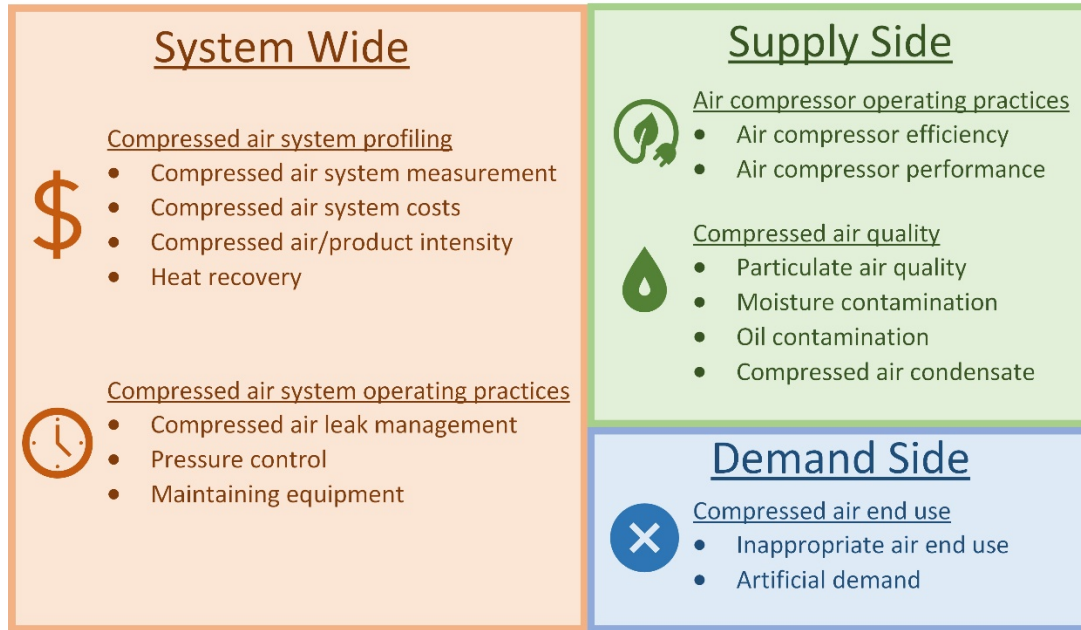 System Wide
Compressed air system profiling
● Compressed air system measurement
● Compressed air system costs
● Compressed air/product intensity
● Heat recovery
Compressed air system operating practices
● Compressed air leak management
● Pressure control
● Maintaining equipment
Supply Side
Air compressor operating practices
● Air compressor efficiency
● Air compressor performance
Compressed air quality
● Particulate air quality
● Moisture contamination
● Oil contamination
● Compressed air condensate
Demand Side
Compressed air end use
● Inappropriate air end use
● Artificial demand